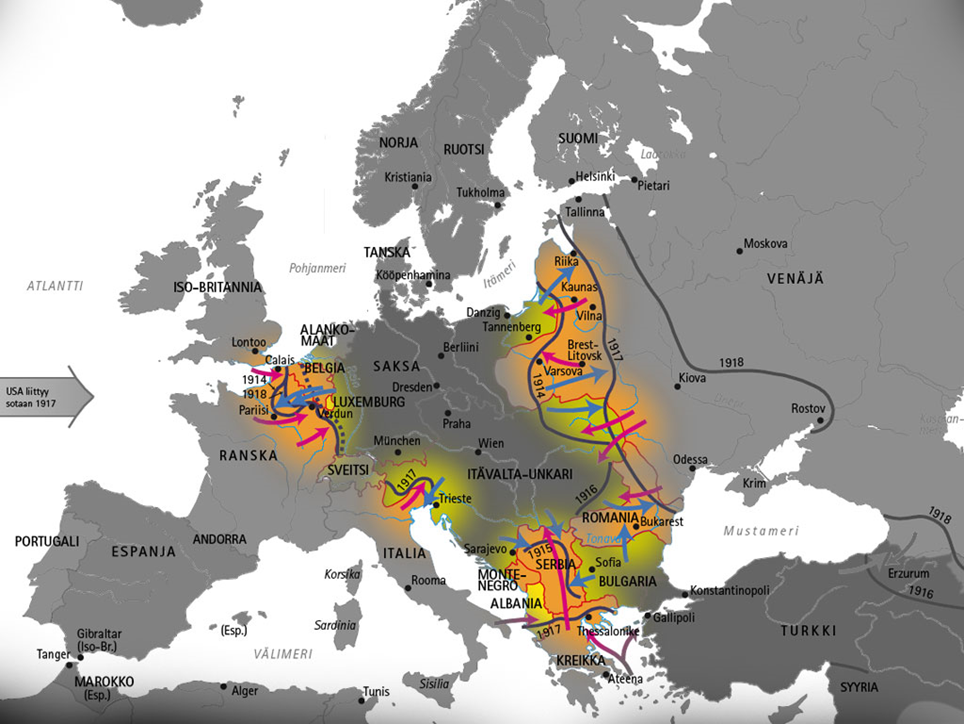 NORJA
RUOTSI
SUOMI
Laatokka
Kristiania
Helsinki
Pietari
Tukholma
Tallinna
Moskova
TANSKA
Riika
VENÄJÄ
Pohjanmeri
Kööpenhamina
Itämeri
ATLANTTI
ISO-BRITANNIA
Kaunas
Danzig
Vilna
Tannenberg
ALANKO-
MAAT
Lontoo
Berliini
Brest-
Litovsk
1917
Calais
BELGIA
SAKSA
Varsova
1918
1914
Rein
Dresden
1914
Kiova
USA liittyy
sotaan 1917
1918
LUXEMBURG
Pariisi
Verdun
Praha
Rostov
München
Wien
RANSKA
SVEITSI
ITÄVALTA-UNKARI
Odessa
1917
Krim
Trieste
1916
ROMANIA
Bukarest
1918
Mustameri
PORTUGALI
ESPANJA
ANDORRA
ITALIA
Sarajevo
1915
Tonava
SERBIA
Sofia
Korsika
MONTE-
NEGRO
BULGARIA
Erzurum
Rooma
Konstantinopoli
1916
ALBANIA
Gallipoli
Sardinia
1917
Thessalonike
TURKKI
(Esp.)
Gibraltar
(Iso-Br.)
VÄLIMERI
Tanger
KREIKKA
MAROKKO
(Esp.)
Sisilia
Ateena
SYYRIA
Alger
Tunis